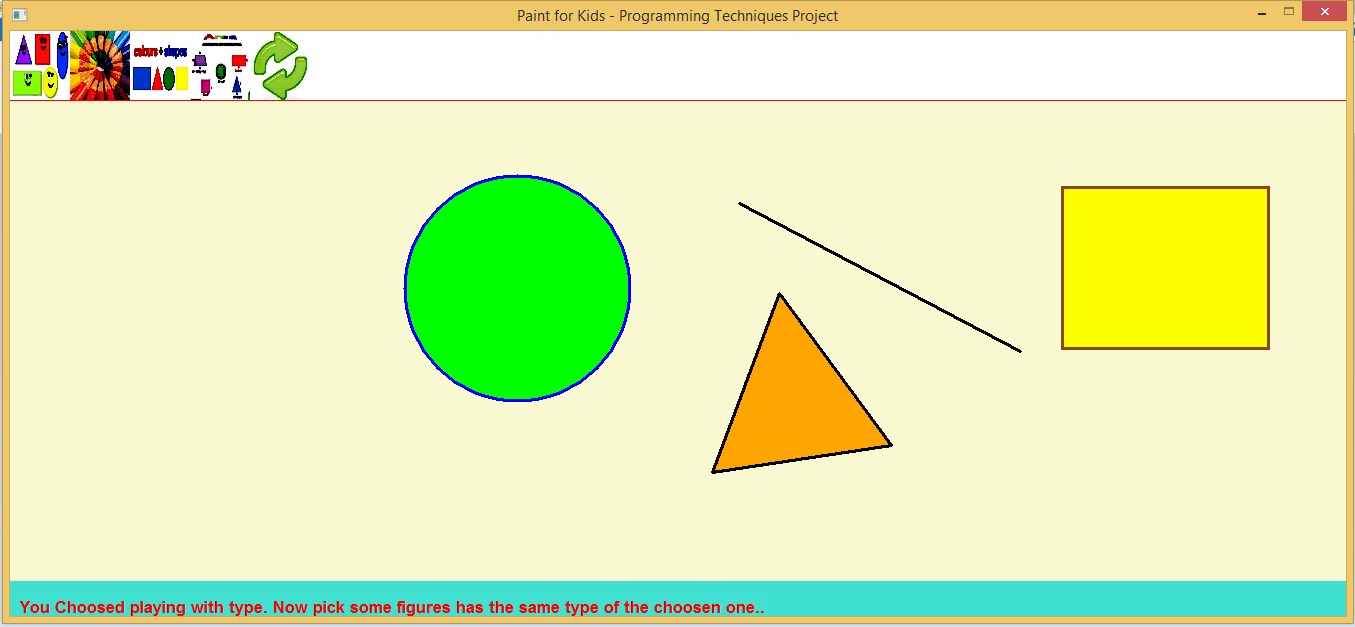 Paint for Kids - Programming Techniques Project
colours + shapes
You Choosed playing with type. Now pick some figures has the same type of the choosen one..